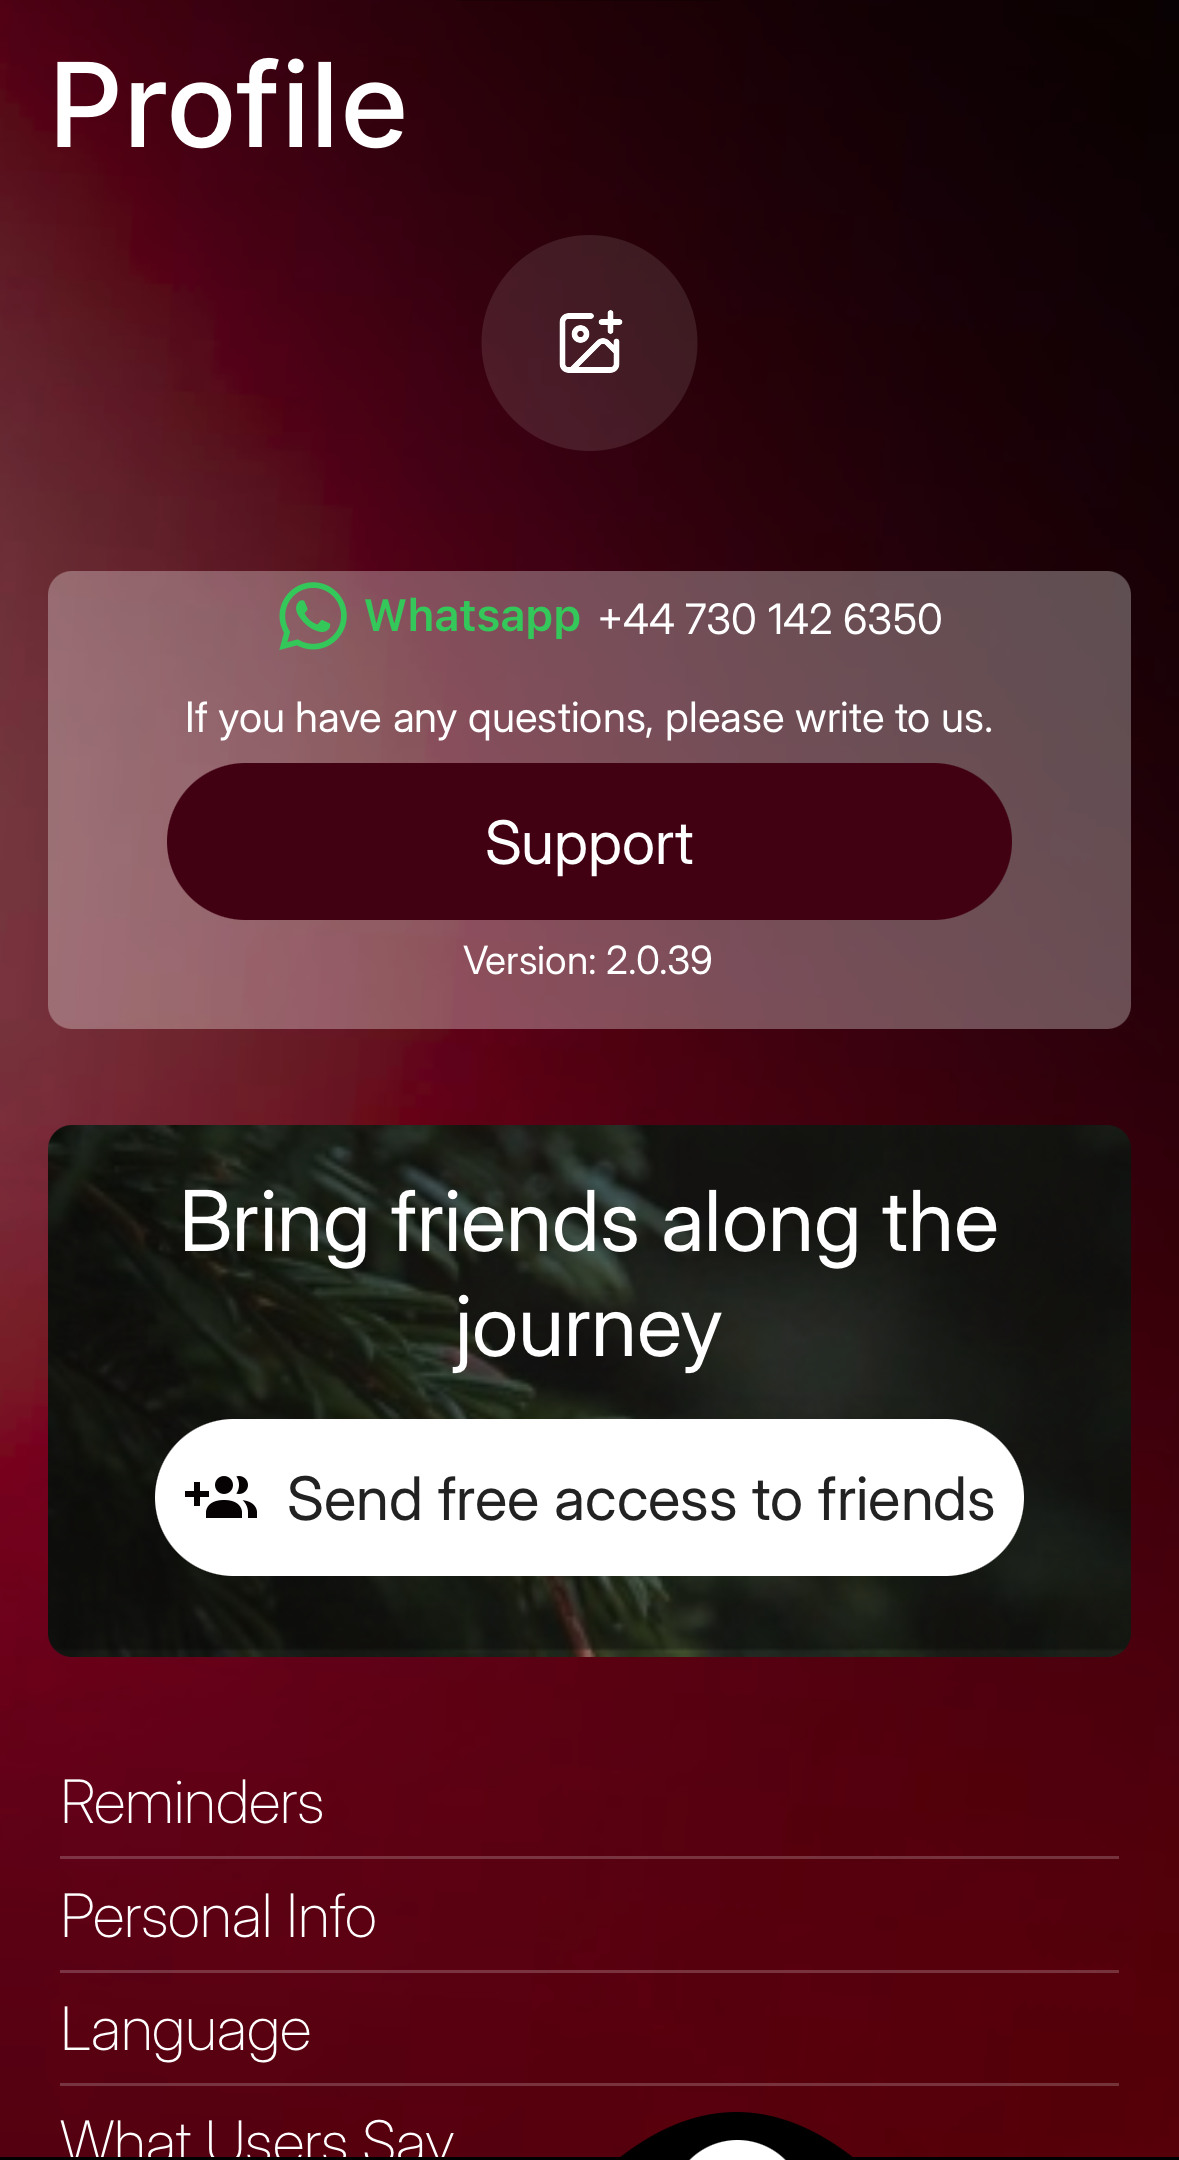 Profile
Whatsapp +44 730 142 6350
If you have any questions, please write to us.
Support
Version: 2.0.39
Bring friends along the
journey
Send free access to friends
Reminders
Personal Info
Language
What Users Say